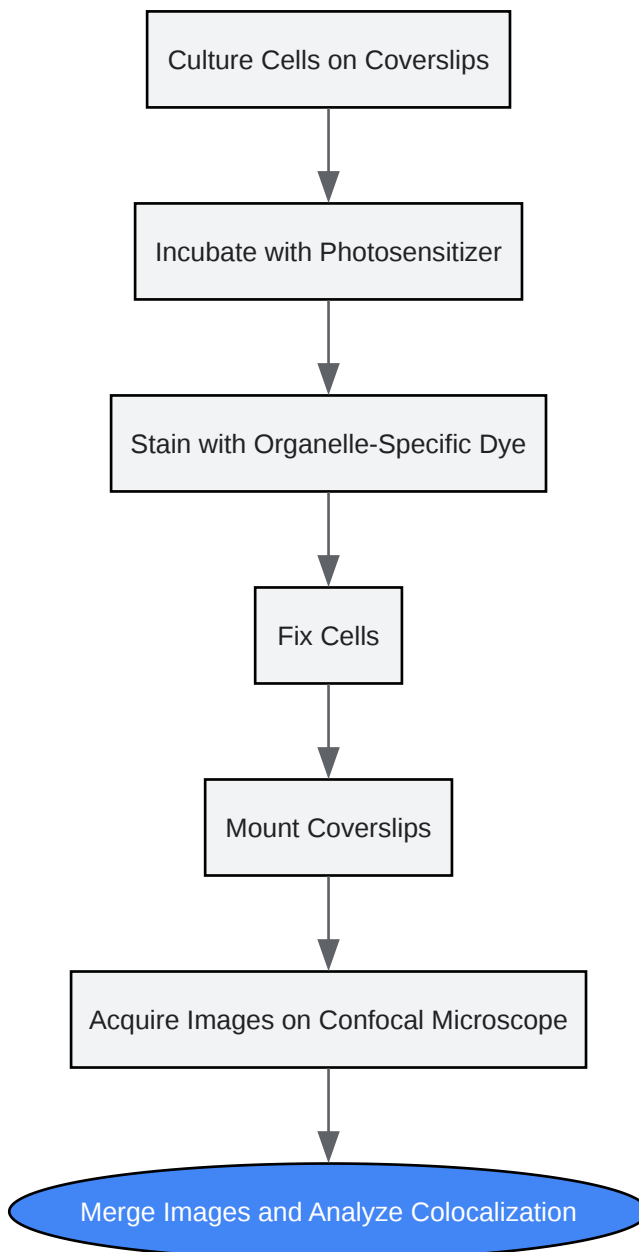 Culture Cells on Coverslips
Incubate with Photosensitizer
Stain with Organelle-Specific Dye
Fix Cells
Mount Coverslips
Acquire Images on Confocal Microscope
Merge Images and Analyze Colocalization